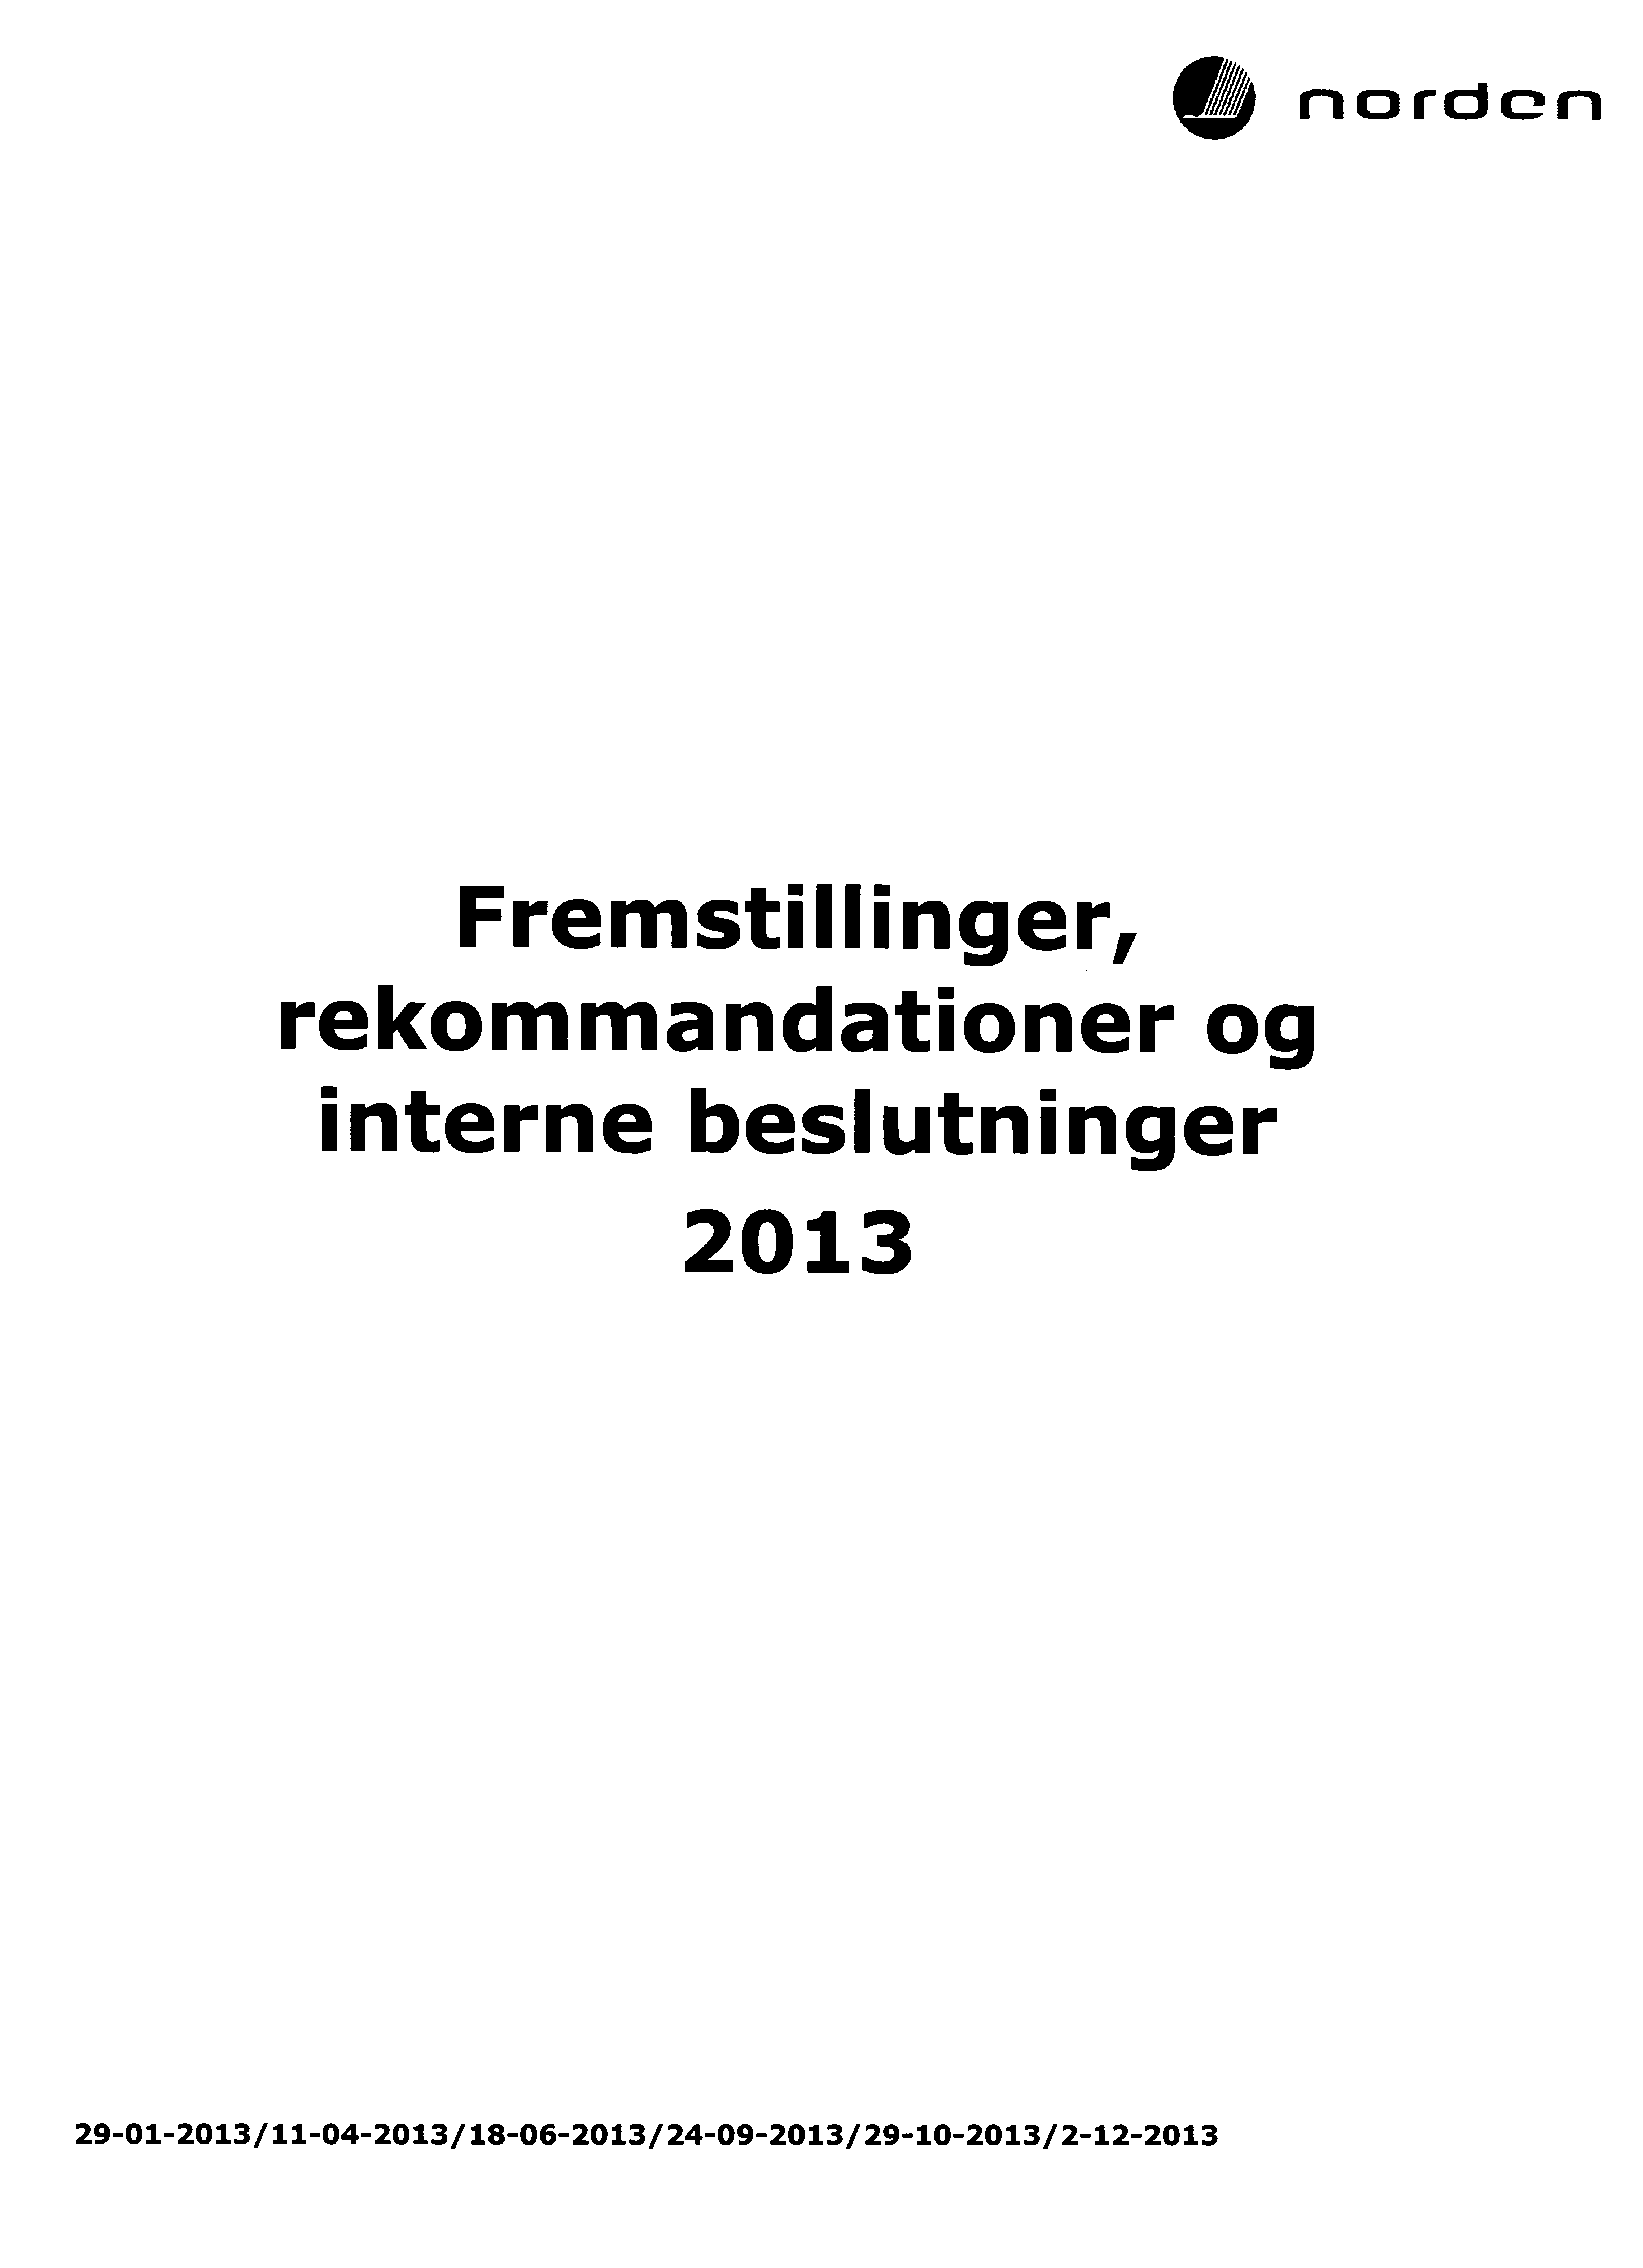 norden
Fremstillinger,
rekommandationer og
interne beslutninger
2013
29-01-2013/11-04-2013/18-06-2013/24-09-2013/29-10-2013/2-12-2013